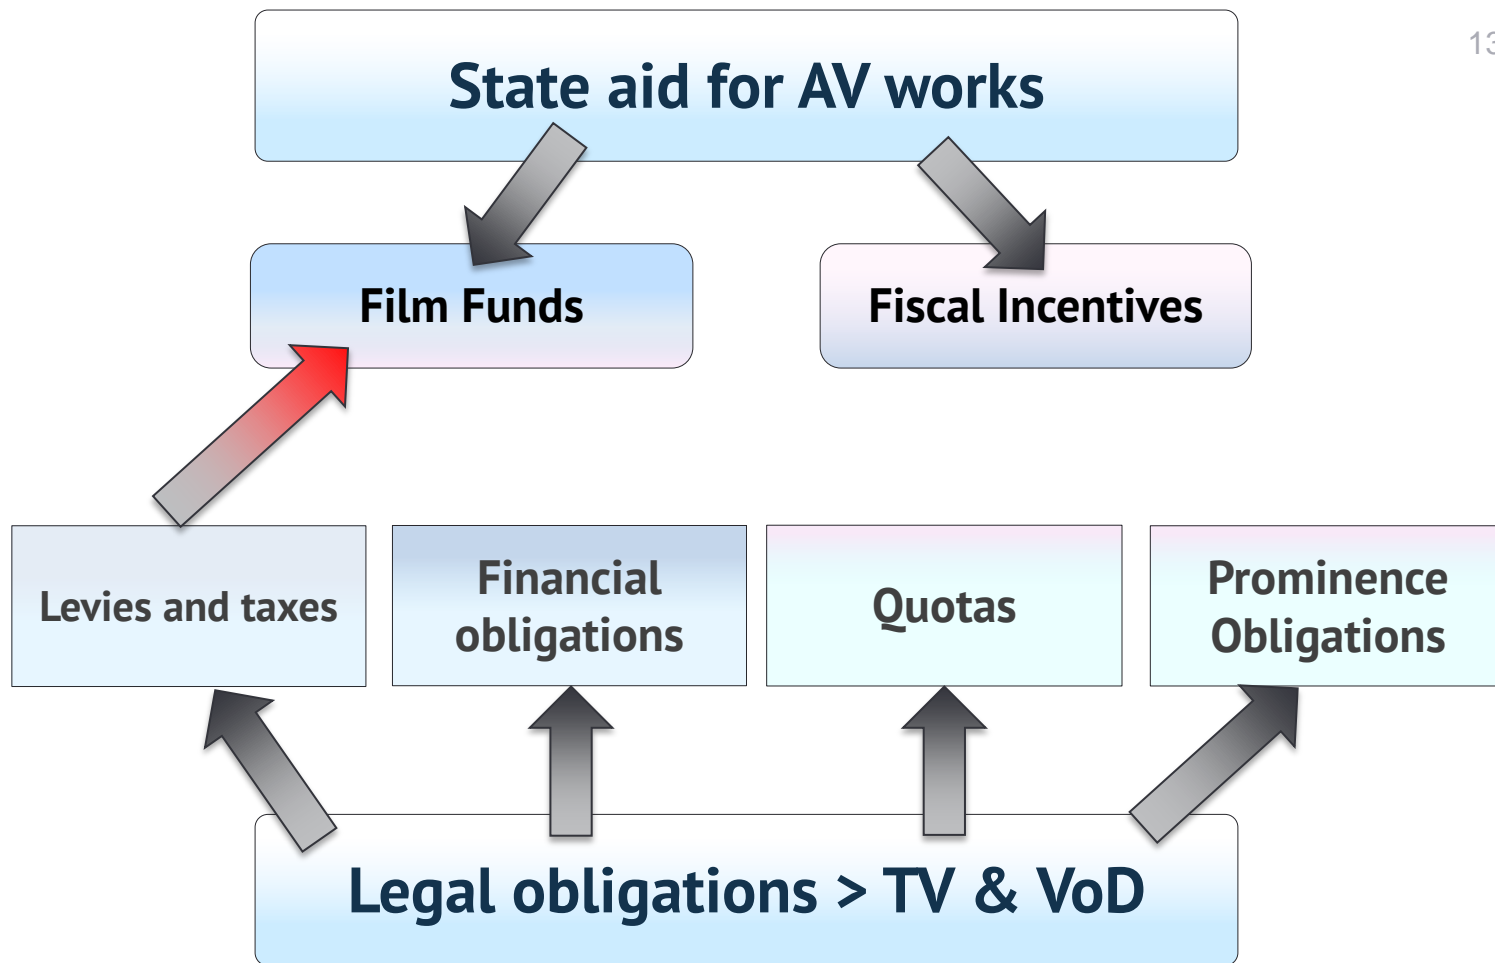 13
State aid for AV works
Film Funds
Fiscal Incentives
Levies and taxes
Financial
obligations
Quotas
Prominence
Obligations
Legal obligations > TV & VoD